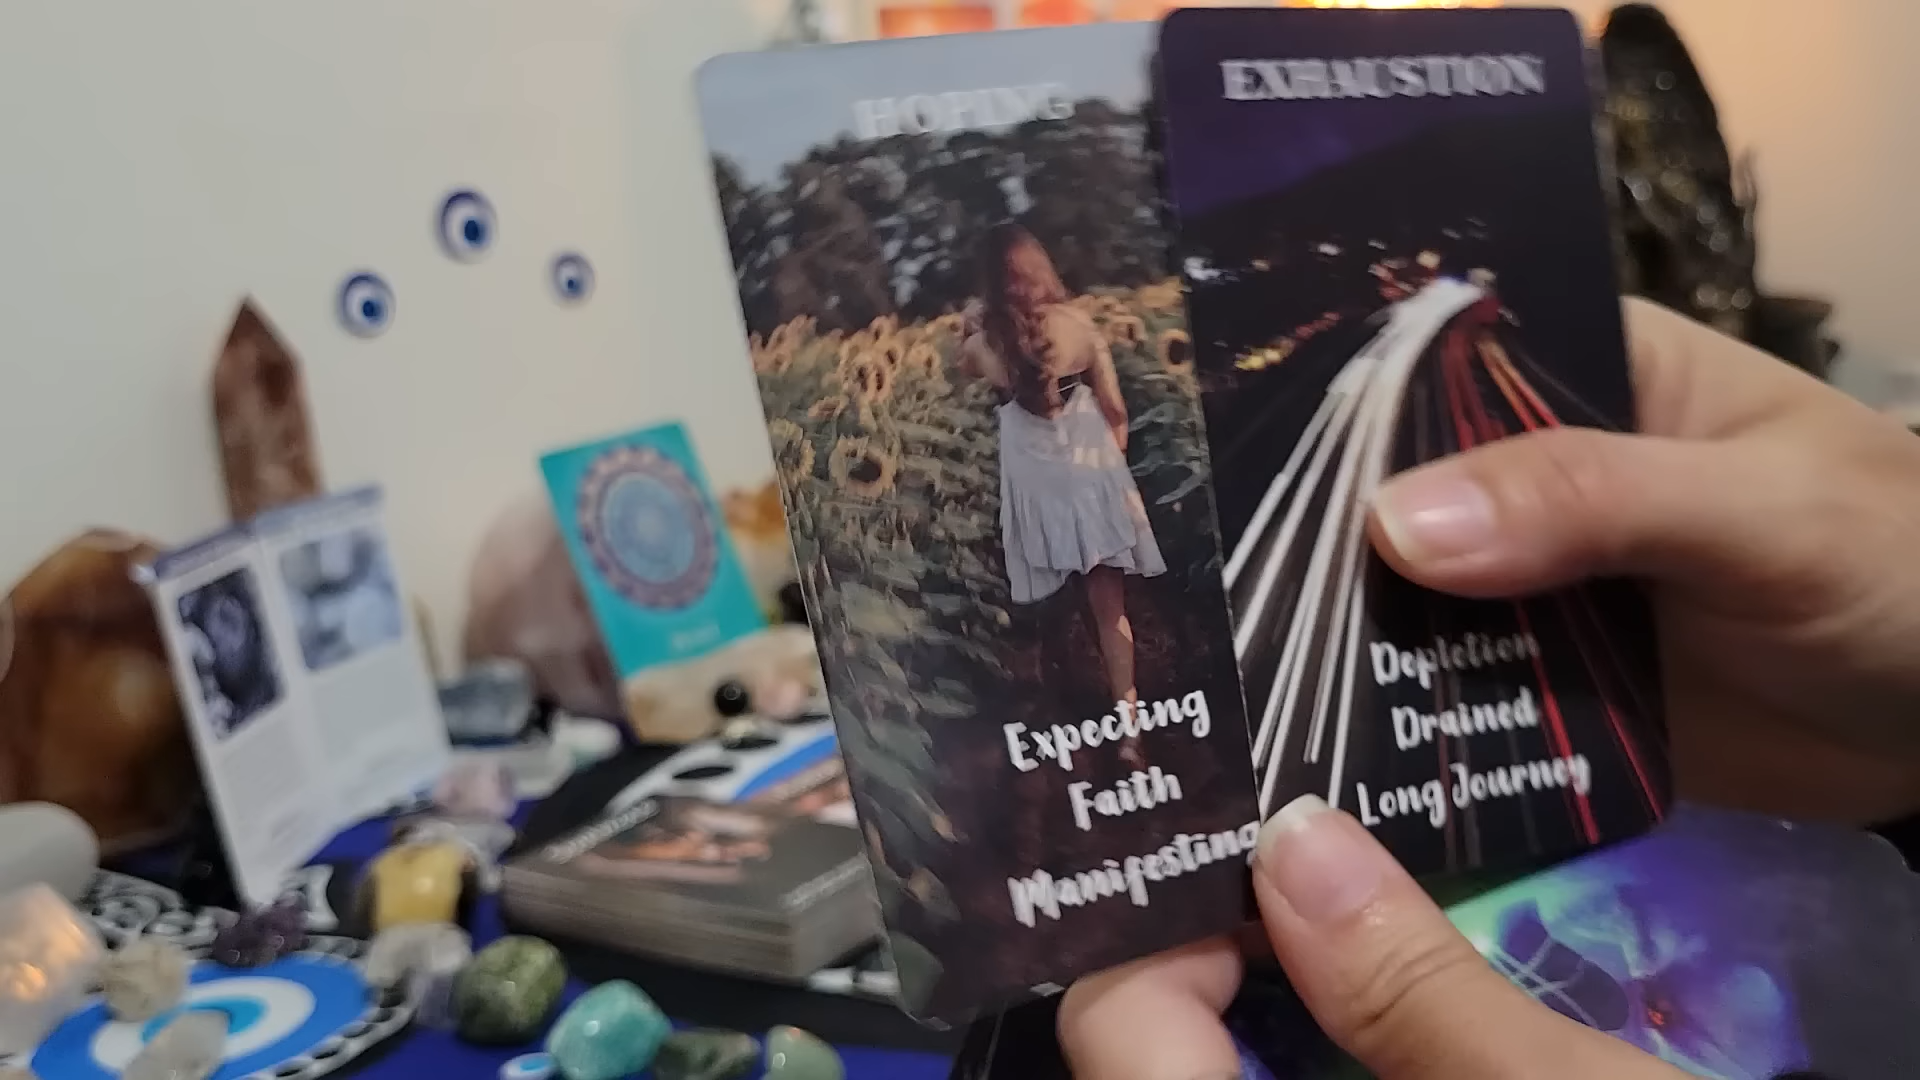 HOPING
Expecting
Faith
Manifesting
EXHAUSTION
Depletion
Drained
Long Journey